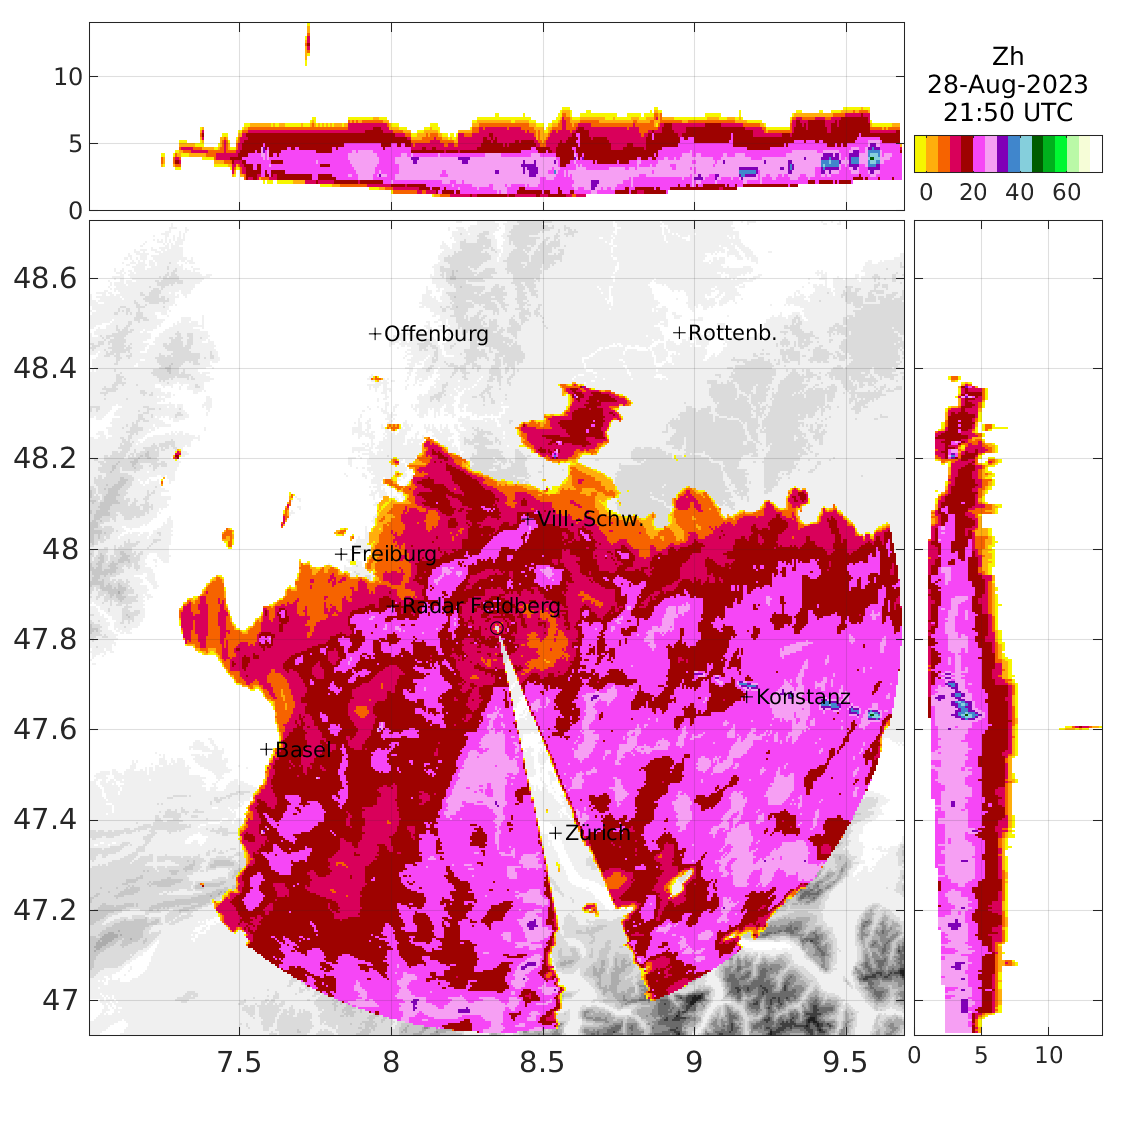 10
5
0
Zh
28-Aug-2023
21:50 UTC
0 20 40 60
48.6
48.4
48.2
48
47.8
47.6
47.4
47.2
47
+Offenburg
+Rottenb.
+Vill.-Schw.
+Freiburg
+Radar Feldberg
+Konstanz
+Basel
+Zurich
7.5 8 8.5 9 9.5
0 5 10